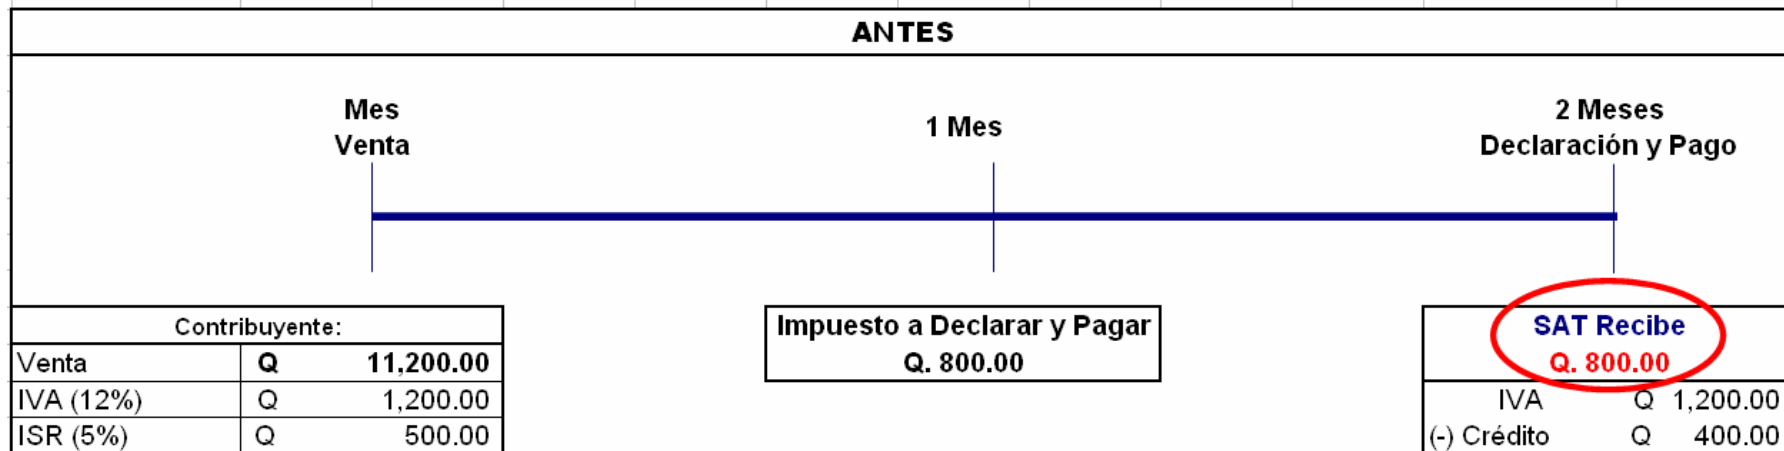 ANTES
Mes
Venta
1 Mes
2 Meses
Declaración y Pago
Contribuyente:
Venta Q 11,200.00
IVA (12%) Q 1,200.00
ISR (5%) Q 500.00
Impuesto a Declarar y Pagar
Q. 800.00
SAT Recibe
Q. 800.00
IVA Q 1,200.00
(-) Crédito Q 400.00